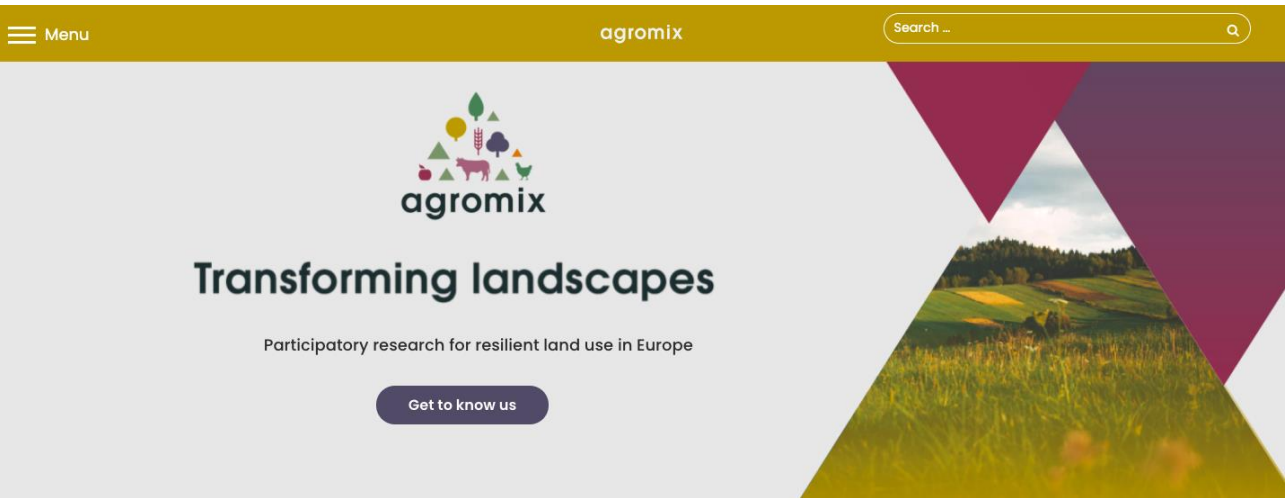 Menu
agromix
Search ...
agromix
Transforming landscapes
Participatory research for resilient land use in Europe
Get to know us